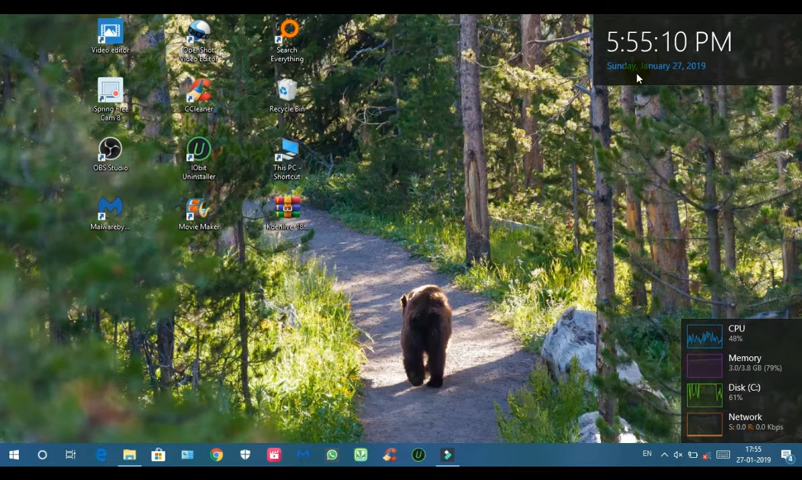 5:55:10 PM
Sunday, January 27, 2019
Video editor
OpenShot Video Editor
Search Everything
Spring Free Cam 8
CCleaner
Recycle Bin
OBS Studio
IObit Uninstaller
This PC - Shortcut
Malwareby...
Movie Maker
CPU
48%
Memory
3.0/3.8 GB (79%)
Disk (C:)
61%
Network
S: 0.0 R: 0.0 Kbps
EN
17:55
27-01-2019
4